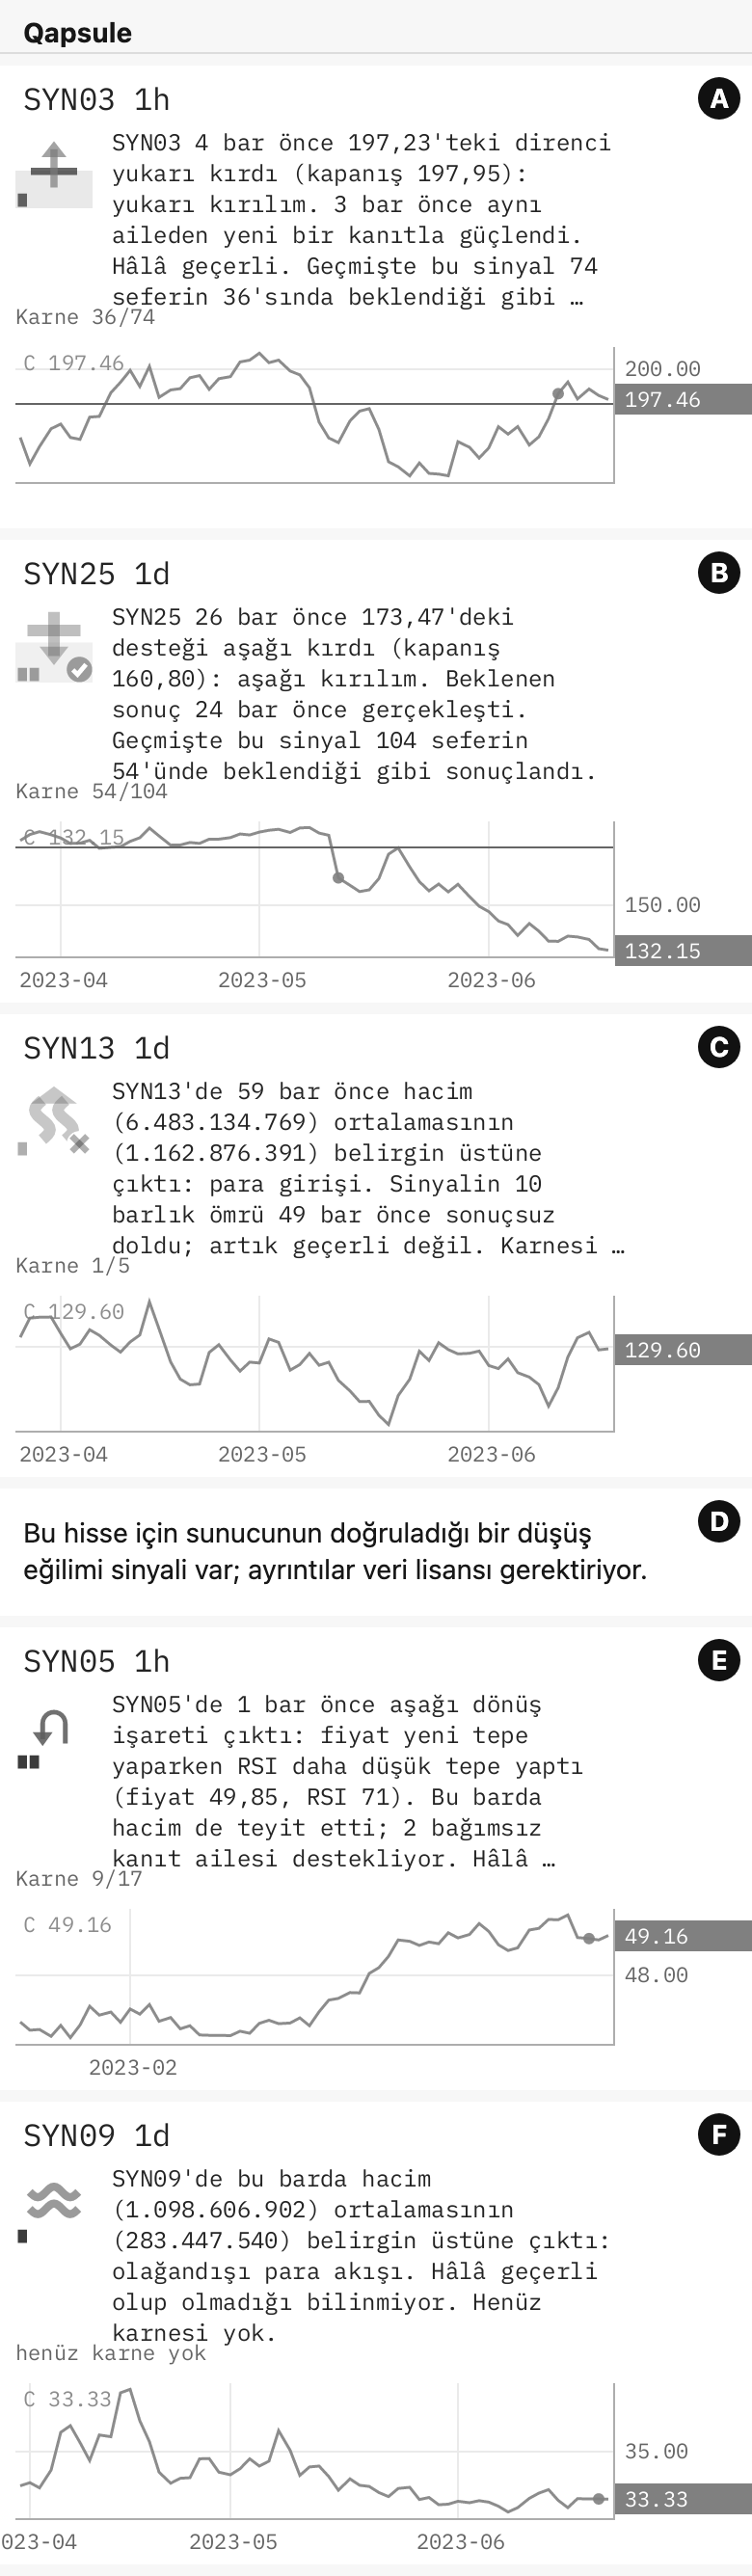 Qapsule
SYN03 1h
A
SYN03 4 bar önce 197,23'teki direnci
yukarı kırdı (kapanış 197,95):
yukarı kırılım. 3 bar önce aynı
aileden yeni bir kanıtla güçlendi.
Hâlâ geçerli. Geçmişte bu sinyal 74
seferin 36'sında beklendiği gibi …
Karne 36/74
C 197.46
200.00
197.46
SYN25 1d
B
SYN25 26 bar önce 173,47'deki
desteği aşağı kırdı (kapanış
160,80): aşağı kırılım. Beklenen
sonuç 24 bar önce gerçekleşti.
Geçmişte bu sinyal 104 seferin
54'ünde beklendiği gibi sonuçlandı.
Karne 54/104
C 132.15
150.00
132.15
2023-04 2023-05 2023-06
SYN13 1d
C
SYN13'de 59 bar önce hacim
(6.483.134.769) ortalamasının
(1.162.876.391) belirgin üstüne
çıktı: para girişi. Sinyalin 10
barlık ömrü 49 bar önce sonuçsuz
doldu; artık geçerli değil. Karnesi …
Karne 1/5
C 129.60
129.60
2023-04 2023-05 2023-06
D
Bu hisse için sunucunun doğruladığı bir düşüş
eğilimi sinyali var; ayrıntılar veri lisansı gerektiriyor.
SYN05 1h
E
SYN05'de 1 bar önce aşağı dönüş
işareti çıktı: fiyat yeni tepe
yaparken RSI daha düşük tepe yaptı
(fiyat 49,85, RSI 71). Bu barda
hacim de teyit etti; 2 bağımsız
kanıt ailesi destekliyor. Hâlâ …
Karne 9/17
C 49.16
49.16
48.00
2023-02
SYN09 1d
F
SYN09'de bu barda hacim
(1.098.606.902) ortalamasının
(283.447.540) belirgin üstüne çıktı:
olağandışı para akışı. Hâlâ geçerli
olup olmadığı bilinmiyor. Henüz
karnesi yok.
henüz karne yok
C 33.33
35.00
33.33
023-04 2023-05 2023-06